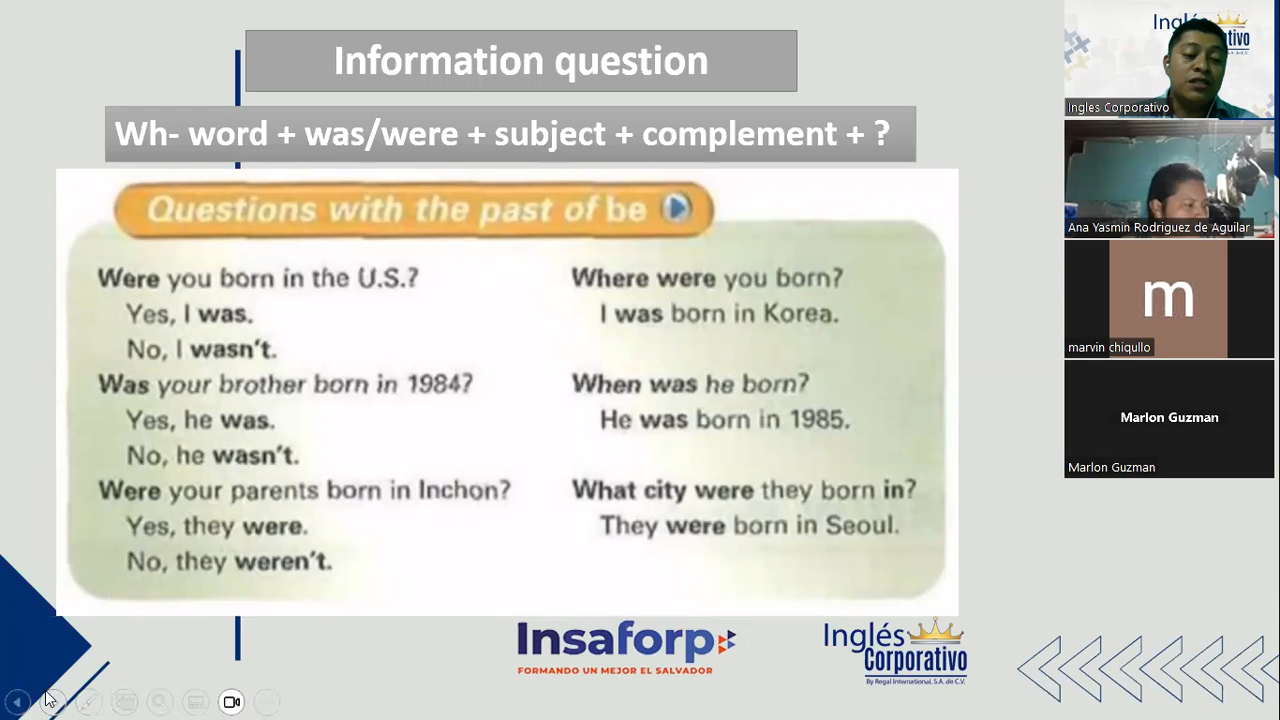 Information question
Wh- word + was/were + subject + complement + ?
Questions with the past of be
Were you born in the U.S.?
Yes, I was.
No, I wasn't.
Was your brother born in 1984?
Yes, he was.
No, he wasn't.
Were your parents born in Inchon?
Yes, they were.
No, they weren't.
Where were you born?
I was born in Korea.
When was he born?
He was born in 1985.
What city were they born in?
They were born in Seoul.
Insaforp
FORMANDO UN MEJOR EL SALVADOR
Inglés
Corporativo
By Regal International, S.A. de C.V.
Ingles Corporativo
Ana Yasmin Rodriguez de Aguilar
m
marvin chiqullo
Marlon Guzman
Marlon Guzman